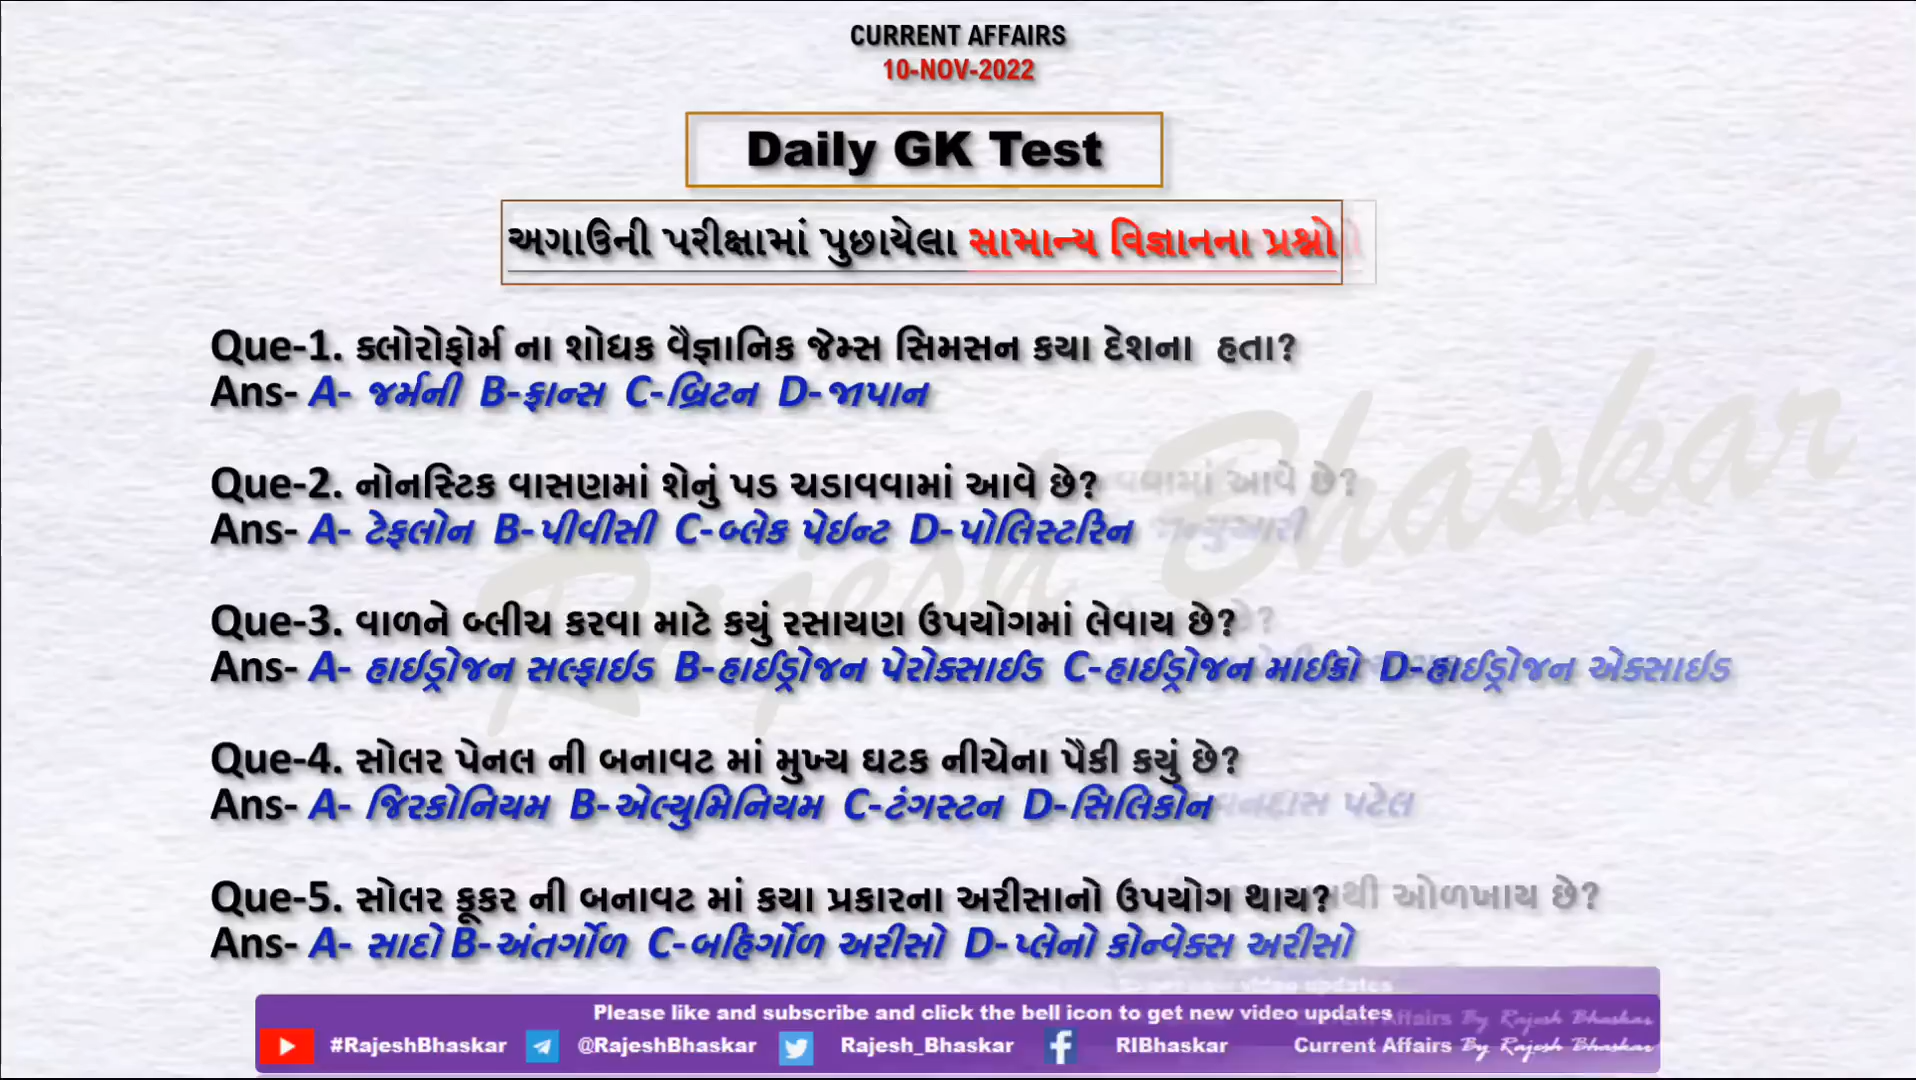 CURRENT AFFAIRS
10-NOV-2022
Daily GK Test
અગાઉની પરીક્ષામાં પુછાયેલા સામાન્ય વિજ્ઞાનના પ્રશ્નો
Que-1. ક્લોરોફોર્મ ના શોધક વૈજ્ઞાનિક જેમ્સ સિમસન કયા દેશના હતા?
Ans- A- જર્મની B-ફ્રાન્સ C-બ્રિટન D-જાપાન
Que-2. નોનસ્ટિક વાસણમાં શેનું પડ ચડાવવામાં આવે છે?
Ans- A- ટેફલોન B-પીવીસી C-બ્લેક પેઇન્ટ D-પોલિસ્ટરિન
Que-3. વાળને બ્લીચ કરવા માટે કયું રસાયણ ઉપયોગમાં લેવાય છે?
Ans- A- હાઈડ્રોજન સલ્ફાઈડ B-હાઈડ્રોજન પેરોક્સાઈડ C-હાઈડ્રોજન માઈકો D-હાઈડ્રોજન એક્સાઈડ
Que-4. સોલર પેનલ ની બનાવટ માં મુખ્ય ઘટક નીચેના પૈકી કયું છે?
Ans- A- જિરકોનિયમ B-એલ્યુમિનિયમ C-ટંગસ્ટન D-સિલિકોન
Que-5. સોલર કૂકર ની બનાવટ માં કયા પ્રકારના અરીસાનો ઉપયોગ થાય?
Ans- A- સાદો B-અંતર્ગોળ C-બહિર્ગોળ અરીસો D-પ્લેનો કોન્વેક્સ અરીસો
Rajesh Bhaskar
Please like and subscribe and click the bell icon to get new video updates
#RajeshBhaskar @RajeshBhaskar Rajesh_Bhaskar RIBhaskar Current Affairs By Rajesh Bhaskar